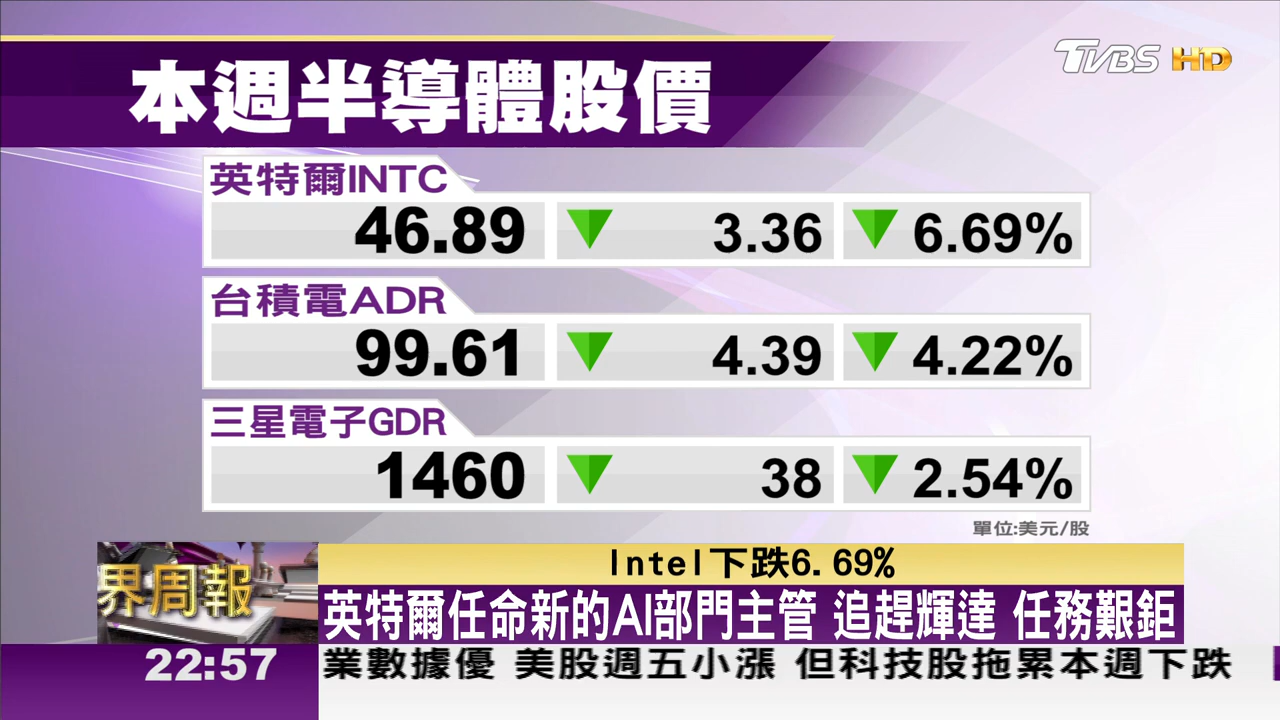 TVBS HD
本週半導體股價
英特爾INTC
46.89 3.36 6.69%
台積電ADR
99.61 4.39 4.22%
三星電子GDR
1460 38 2.54%
單位:美元/股
界周報
Intel下跌6.69%
英特爾任命新的AI部門主管 追趕輝達 任務艱鉅
22:57
業數據優 美股週五小漲 但科技股拖累本週下跌